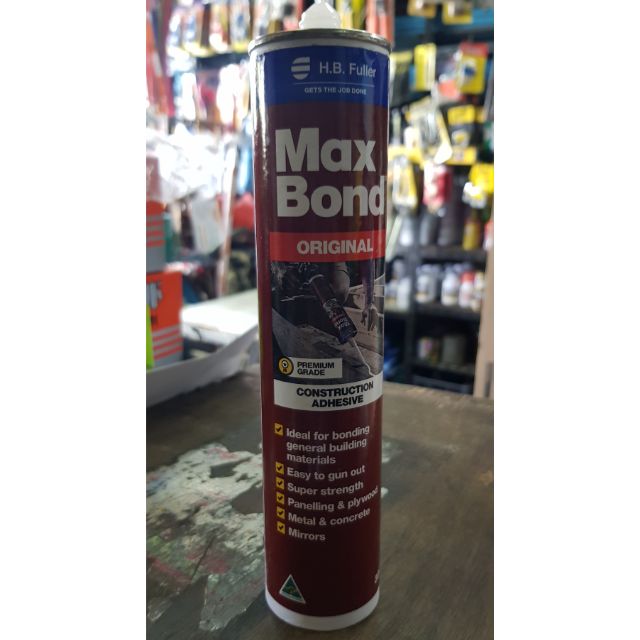 H.B. Fuller
GETS THE JOB DONE
Max
Bond
ORIGINAL
PREMIUM
GRADE
CONSTRUCTION
ADHESIVE
Ideal for bonding
general building
materials
Easy to gun out
Super strength
Panelling & plywood
Metal & concrete
Mirrors